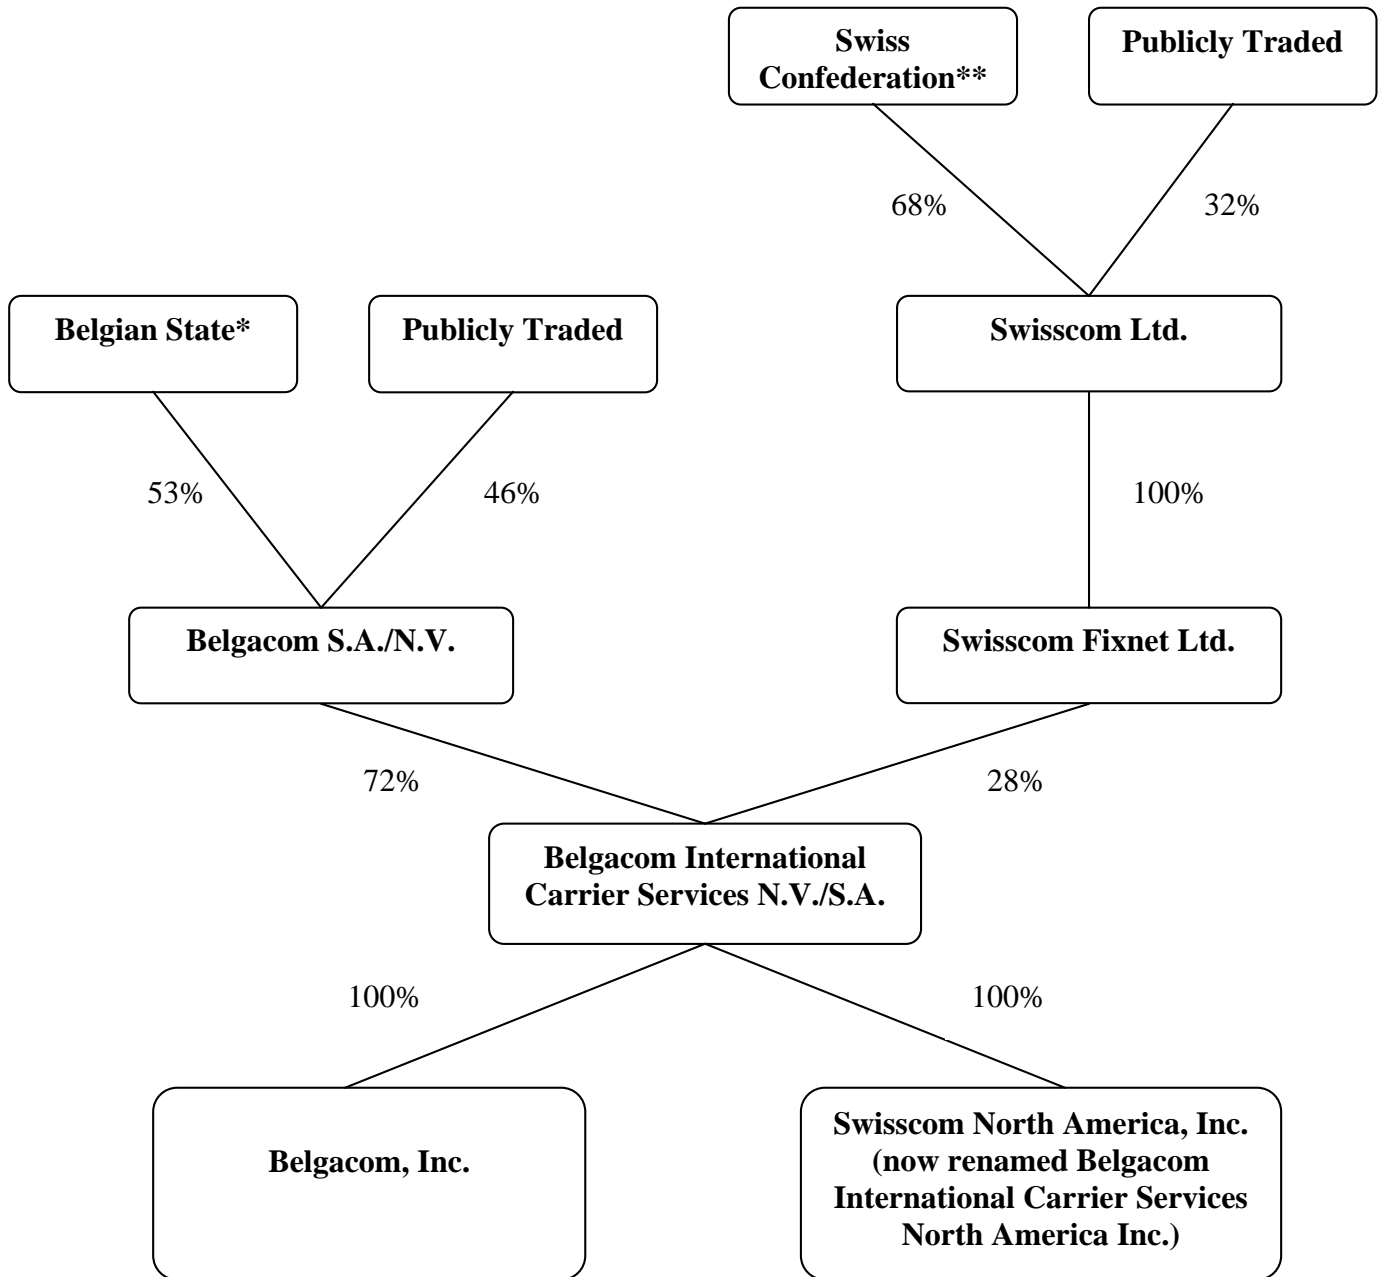 Swiss
Confederation**
Publicly Traded
68%
32%
Belgian State*
Publicly Traded
Swisscom Ltd.
53%
46%
100%
Belgacom S.A./N.V.
Swisscom Fixnet Ltd.
72%
28%
Belgacom International
Carrier Services N.V./S.A.
100%
100%
Belgacom, Inc.
Swisscom North America, Inc.
(now renamed Belgacom
International Carrier Services
North America Inc.)